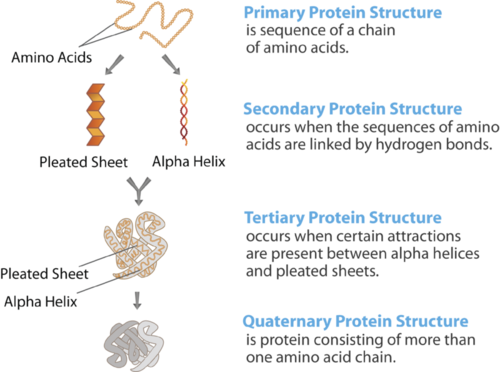 Primary Protein Structure
is sequence of a chain
of amino acids.
Amino Acids
Secondary Protein Structure
occurs when the sequences of amino
acids are linked by hydrogen bonds.
Pleated Sheet
Alpha Helix
Tertiary Protein Structure
occurs when certain attractions
are present between alpha helices
and pleated sheets.
Pleated Sheet
Alpha Helix
Quaternary Protein Structure
is protein consisting of more than
one amino acid chain.